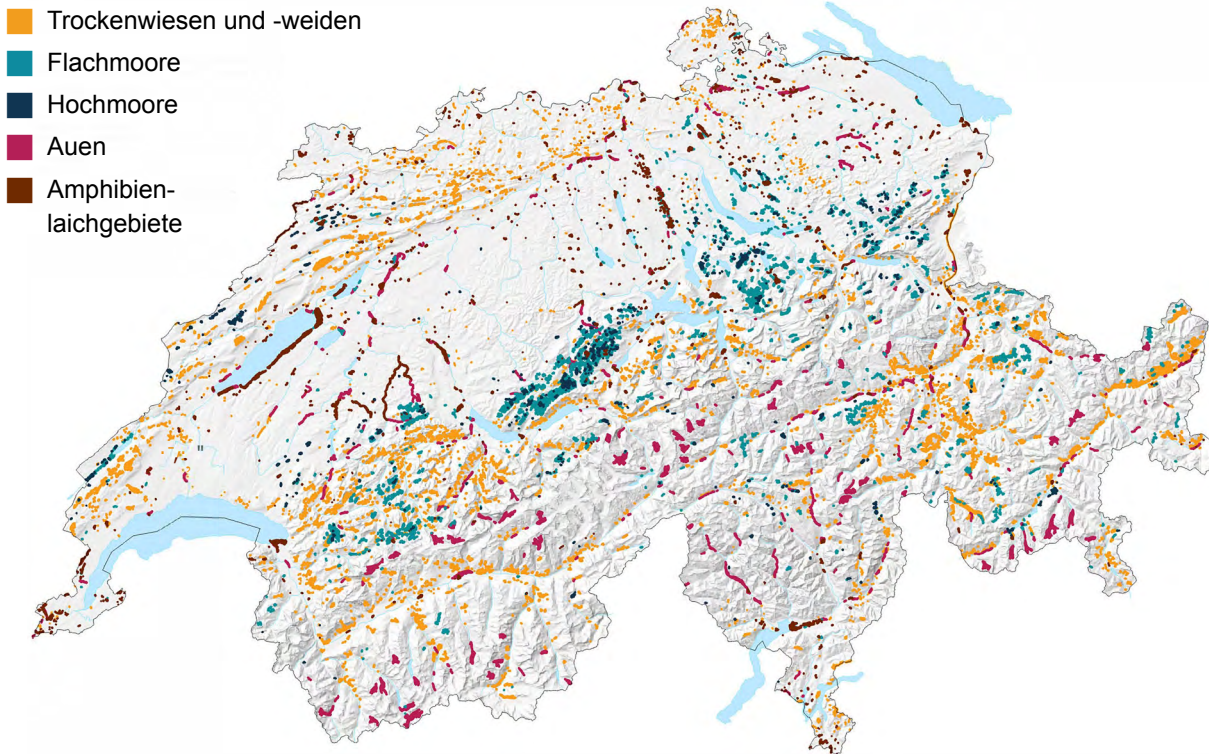 Trockenwiesen und -weiden
Flachmoore
Hochmoore
Auen
Amphibien-
laichgebiete